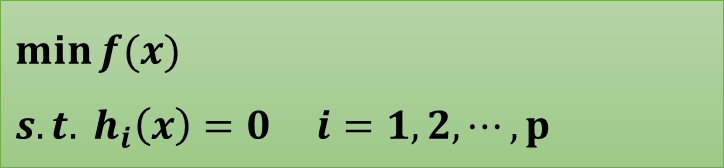 min f(x)
s.t. hᵢ(x) = 0 i = 1, 2, ⋯, p